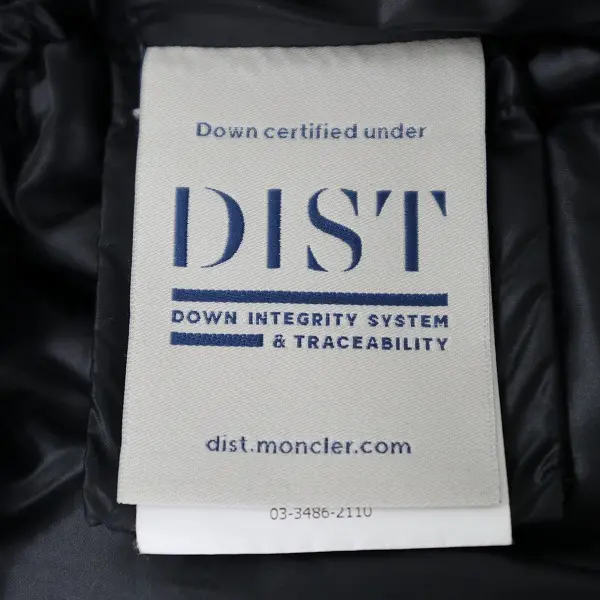 Down certified under
DIST
DOWN INTEGRITY SYSTEM
& TRACEABILITY
dist.moncler.com
03-3486-2110